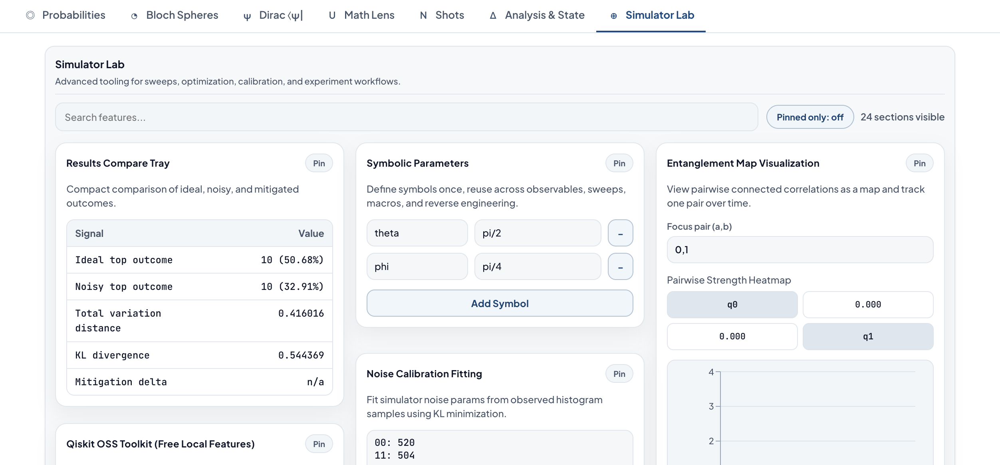 ◎ Probabilities ◔ Bloch Spheres ψ Dirac ⟨ψ| U Math Lens N Shots Δ Analysis & State ⊕ Simulator Lab
Simulator Lab
Advanced tooling for sweeps, optimization, calibration, and experiment workflows.
Search features... Pinned only: off 24 sections visible
Results Compare Tray Pin
Compact comparison of ideal, noisy, and mitigated
outcomes.
Signal Value
Ideal top outcome 10 (50.68%)
Noisy top outcome 10 (32.91%)
Total variation 0.416016
distance
KL divergence 0.544369
Mitigation delta n/a
Qiskit OSS Toolkit (Free Local Features) Pin
Symbolic Parameters Pin
Define symbols once, reuse across observables, sweeps,
macros, and reverse engineering.
theta pi/2 –
phi pi/4 –
Add Symbol
Noise Calibration Fitting Pin
Fit simulator noise params from observed histogram
samples using KL minimization.
00: 520
11: 504
Entanglement Map Visualization Pin
View pairwise connected correlations as a map and track
one pair over time.
Focus pair (a,b)
0,1
Pairwise Strength Heatmap
q0 0.000
0.000 q1
4
3
2